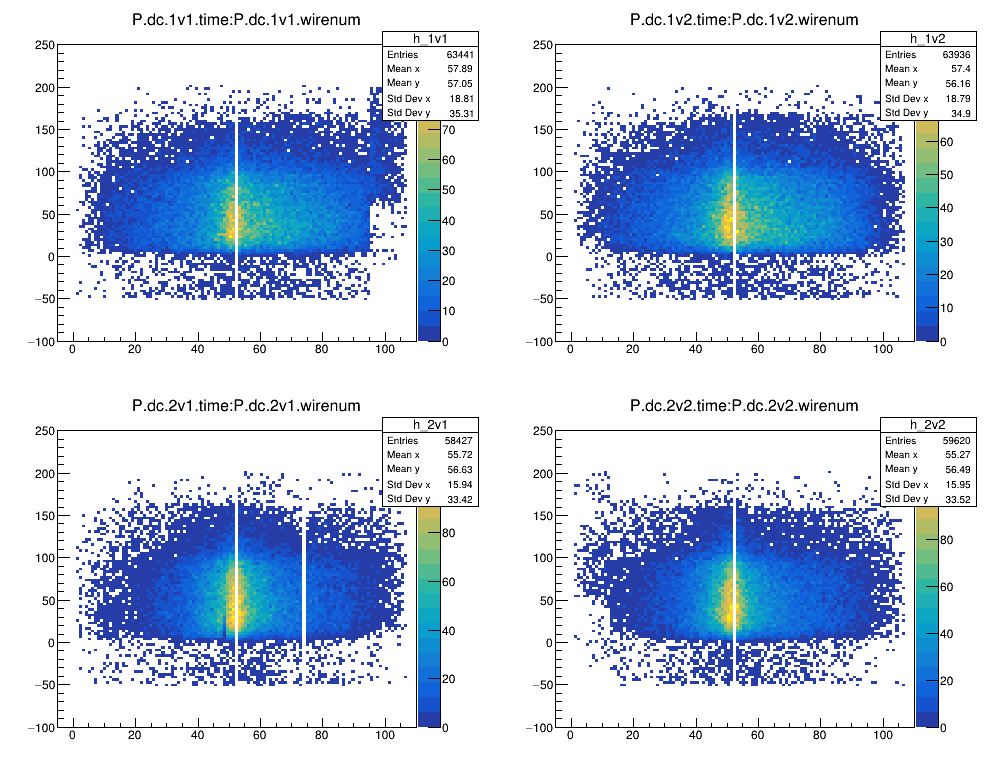 P.dc.1v1.time:P.dc.1v1.wirenum
h_1v1
Entries 63441
Mean x 57.89
Mean y 57.05
Std Dev x 18.81
Std Dev y 35.31
250
200
150
100
50
0
−50
−100
0 20 40 60 80 100
70
60
50
40
30
20
10
0
P.dc.1v2.time:P.dc.1v2.wirenum
h_1v2
Entries 63936
Mean x 57.4
Mean y 56.16
Std Dev x 18.79
Std Dev y 34.9
250
200
150
100
50
0
−50
−100
0 20 40 60 80 100
60
50
40
30
20
10
0
P.dc.2v1.time:P.dc.2v1.wirenum
h_2v1
Entries 58427
Mean x 55.72
Mean y 56.63
Std Dev x 15.94
Std Dev y 33.42
250
200
150
100
50
0
−50
−100
0 20 40 60 80 100
80
60
40
20
0
P.dc.2v2.time:P.dc.2v2.wirenum
h_2v2
Entries 59620
Mean x 55.27
Mean y 56.49
Std Dev x 15.95
Std Dev y 33.52
250
200
150
100
50
0
−50
−100
0 20 40 60 80 100
80
60
40
20
0